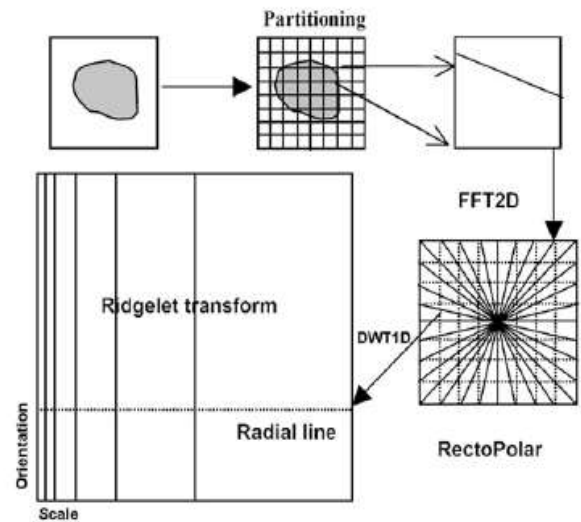 Partitioning
FFT2D
Ridgelet transform
DWT1D
Radial line
RectoPolar
Orientation
Scale